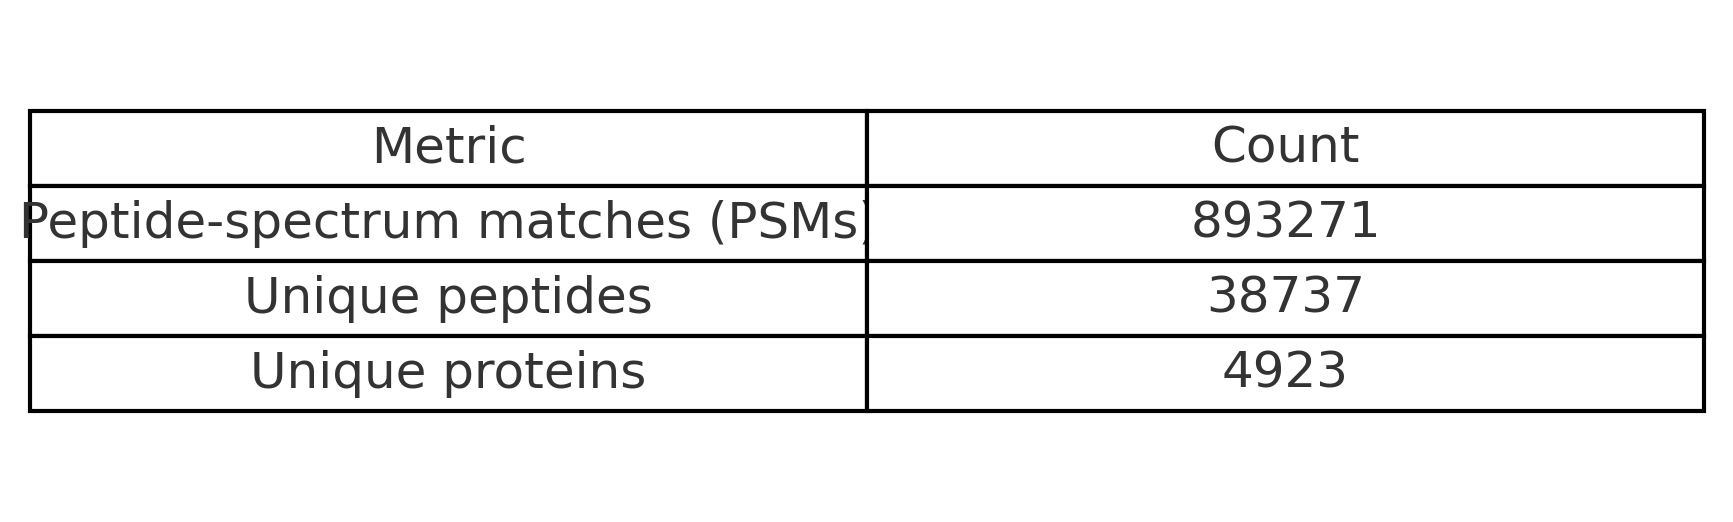 Metric Count
Peptide-spectrum matches (PSMs) 893271
Unique peptides 38737
Unique proteins 4923